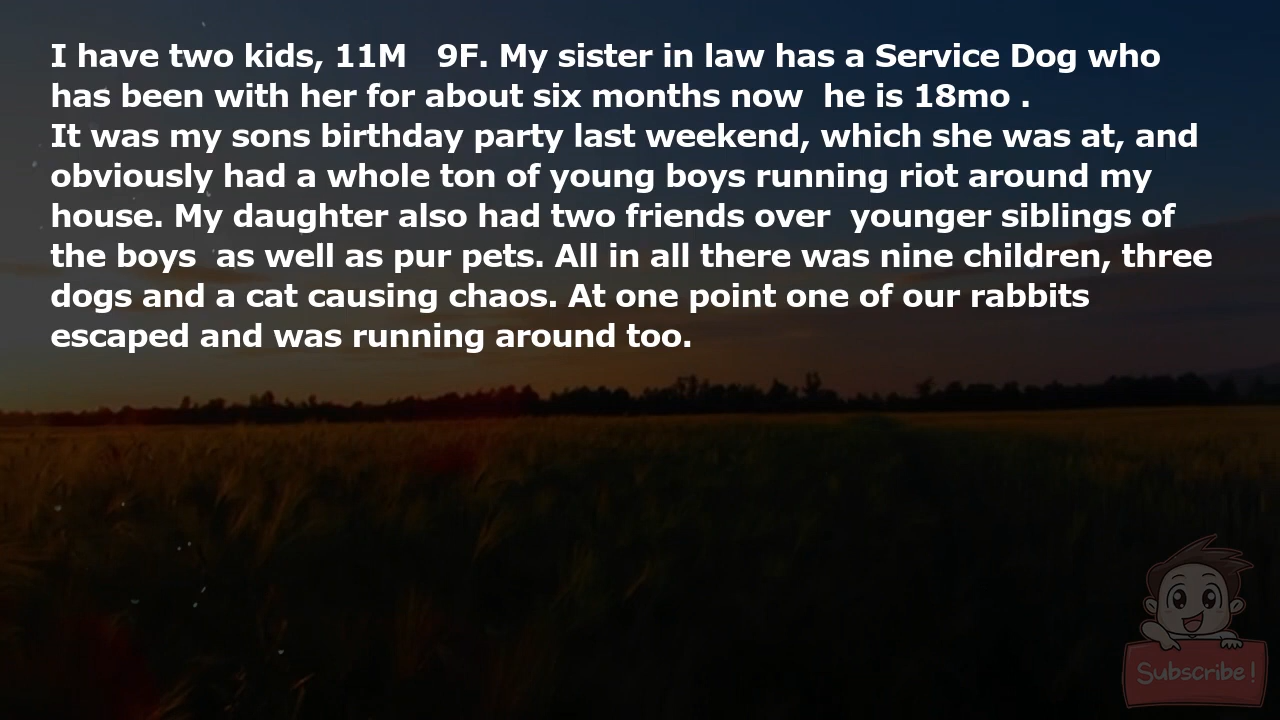 I have two kids, 11M   9F. My sister in law has a Service Dog who
has been with her for about six months now  he is 18mo .
It was my sons birthday party last weekend, which she was at, and
obviously had a whole ton of young boys running riot around my
house. My daughter also had two friends over  younger siblings of
the boys  as well as pur pets. All in all there was nine children, three
dogs and a cat causing chaos. At one point one of our rabbits
escaped and was running around too.
Subscribe!